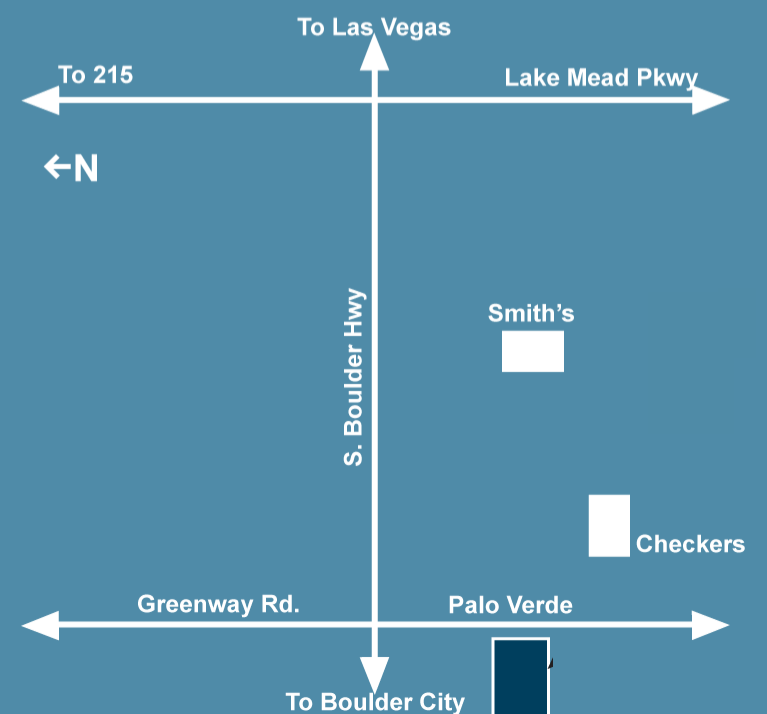 To Las Vegas
To 215
Lake Mead Pkwy
←N
Smith’s
S. Boulder Hwy
Checkers
Greenway Rd.
Palo Verde
To Boulder City